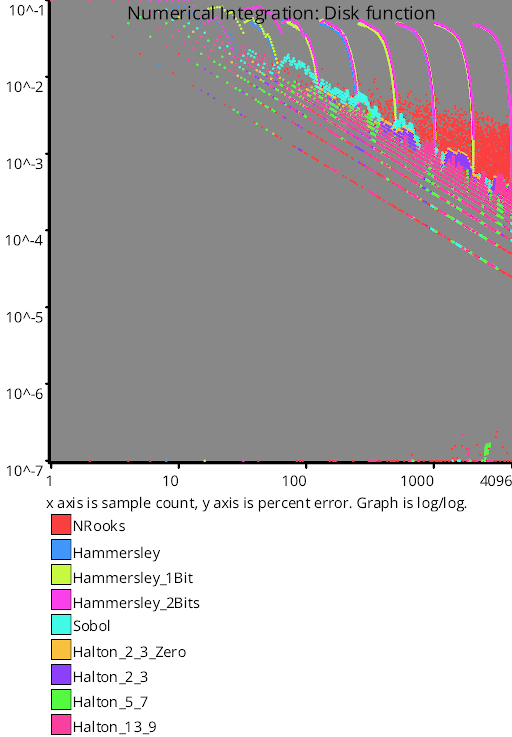 Numerical Integration: Disk function
10^-1
10^-2
10^-3
10^-4
10^-5
10^-6
10^-7
1 10 100 1000 4096
x axis is sample count, y axis is percent error. Graph is log/log.
NRooks
Hammersley
Hammersley_1Bit
Hammersley_2Bits
Sobol
Halton_2_3_Zero
Halton_2_3
Halton_5_7
Halton_13_9